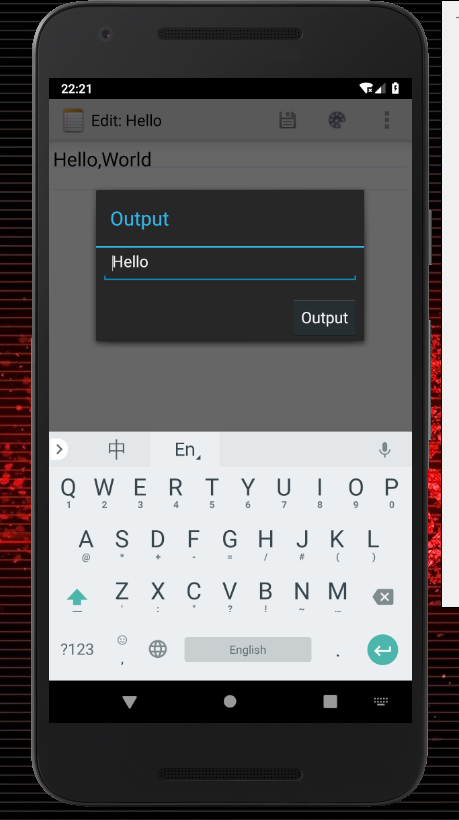 22:21
Edit: Hello
Hello,World
Output
Hello
Output
中 En
Q W E R T Y U I O P
1 2 3 4 5 6 7 8 9 0
A S D F G H J K L
@ * + - = / # ( )
Z X C V B N M
' : " ? ! ~ …
?123 , English .